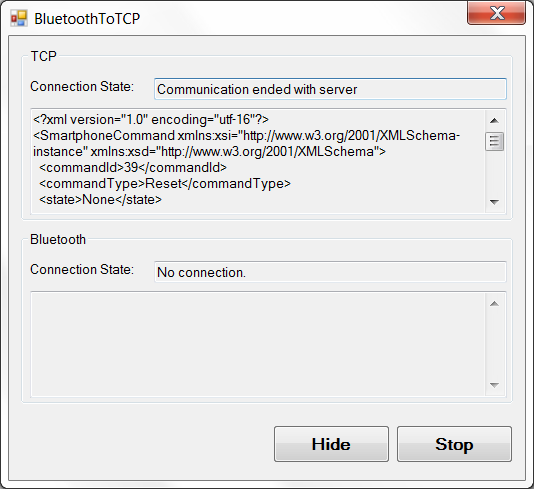 BluetoothToTCP
TCP
Connection State: Communication ended with server
<?xml version="1.0" encoding="utf-16"?>
<SmartphoneCommand xmlns:xsi="http://www.w3.org/2001/XMLSchema-
instance" xmlns:xsd="http://www.w3.org/2001/XMLSchema">
<commandId>39</commandId>
<commandType>Reset</commandType>
<state>None</state>
Bluetooth
Connection State: No connection.
Hide Stop